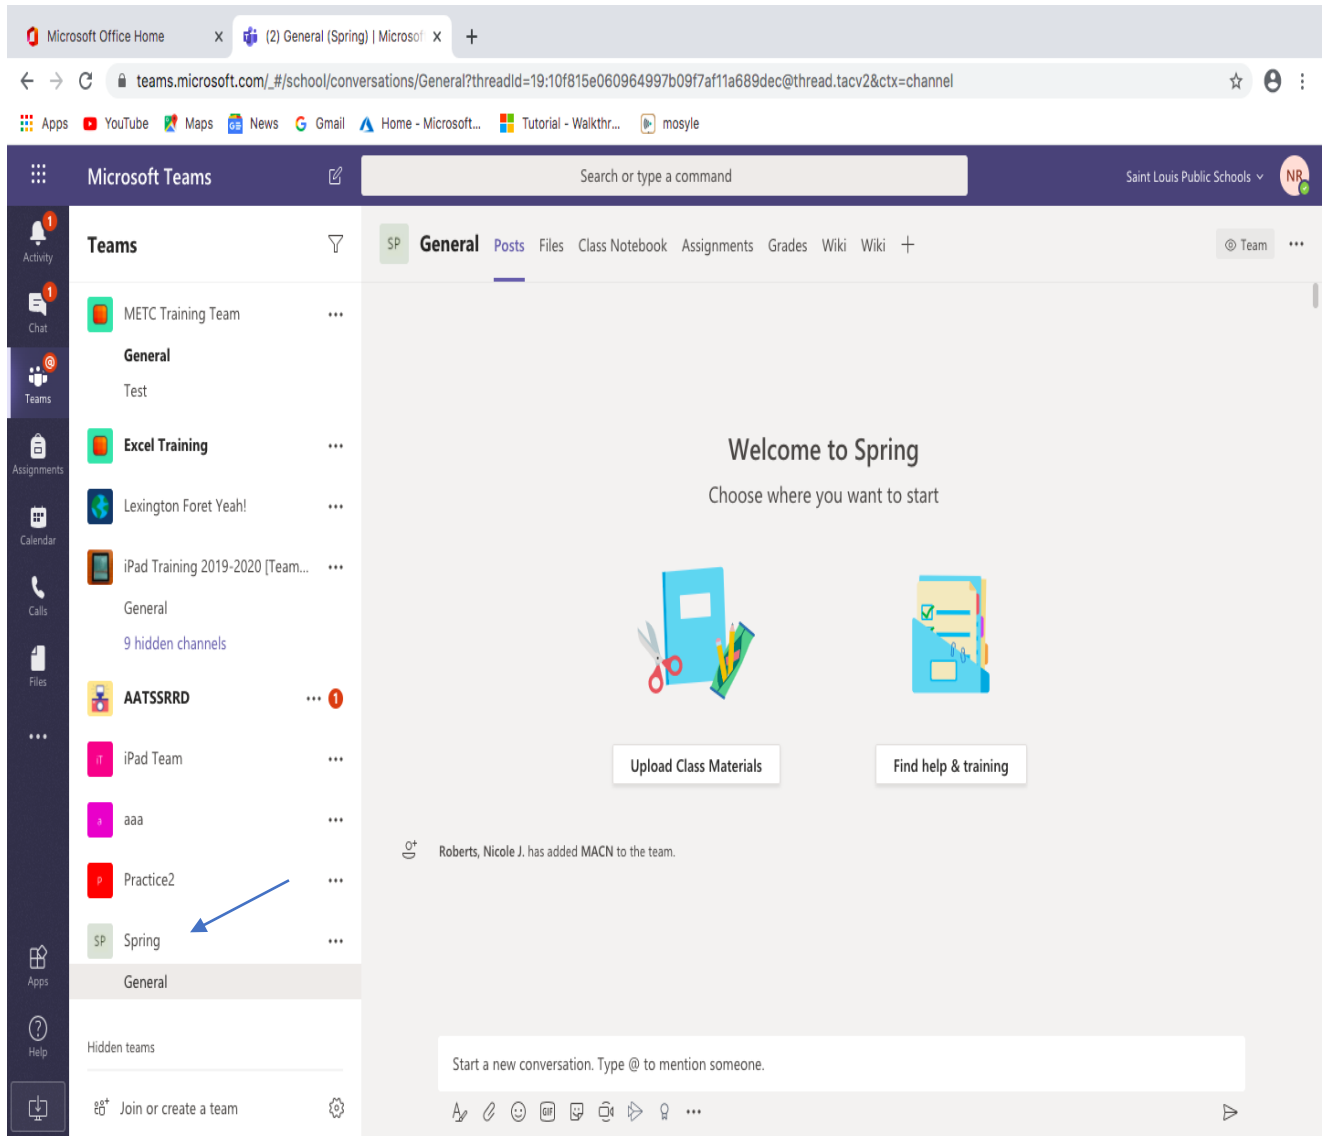 Microsoft Office Home
(2) General (Spring) | Microsof
teams.microsoft.com/_#/school/conversations/General?threadId=19:10f815e060964997b09f7af11a689dec@thread.tacv2&ctx=channel
Apps YouTube Maps News Gmail Home - Microsoft... Tutorial - Walkthr... mosyle
Microsoft Teams
Search or type a command
Saint Louis Public Schools
NR
1
Activity
1
Chat
@
Teams
Assignments
Calendar
Calls
Files
Apps
Help
Teams
METC Training Team
General
Test
Excel Training
Lexington Foret Yeah!
iPad Training 2019-2020 [Team...
General
9 hidden channels
AATSSRRD
1
iT iPad Team
a aaa
P Practice2
SP Spring
General
Hidden teams
Join or create a team
SP General Posts Files Class Notebook Assignments Grades Wiki Wiki
Team
Welcome to Spring
Choose where you want to start
Upload Class Materials
Find help & training
Roberts, Nicole J. has added MACN to the team.
Start a new conversation. Type @ to mention someone.
GIF